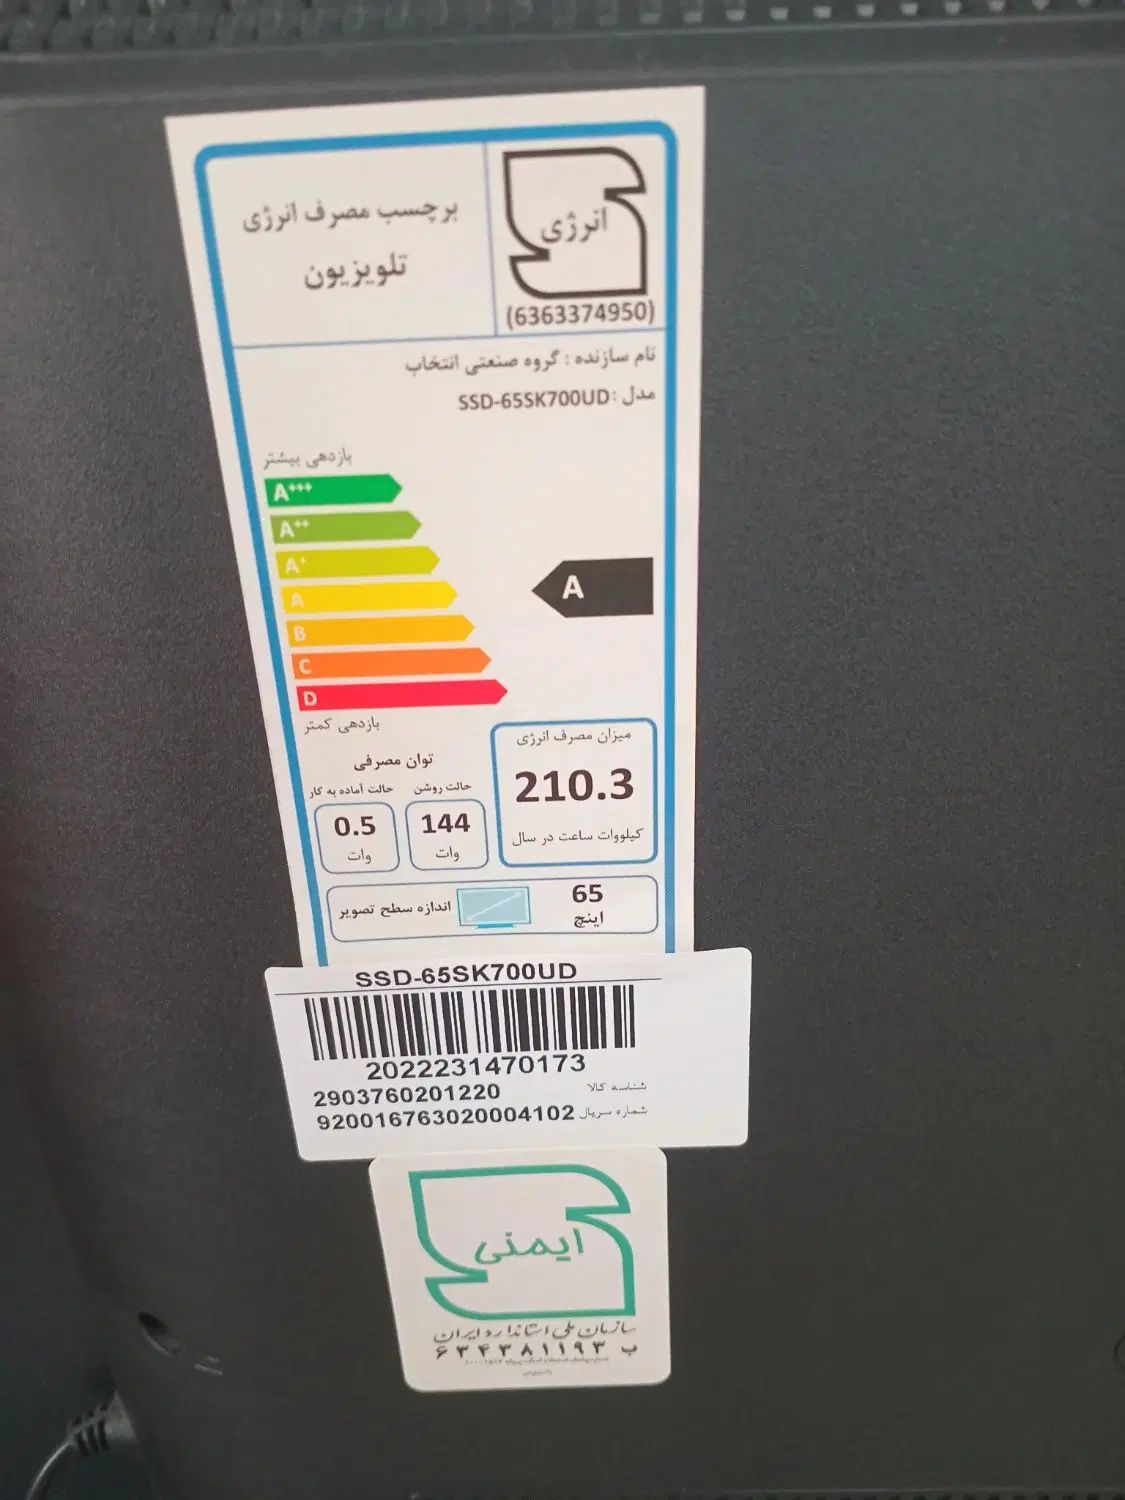 برچسب مصرف انرژی
تلویزیون
انرژی
(6363374950)
نام سازنده : گروه صنعتی انتخاب
مدل : SSD-65SK700UD
بازدهی بیشتر
A+++
A++
A+
A
B
C
D
A
بازدهی کمتر
توان مصرفی
حالت روشن
144
وات
حالت آماده به کار
0.5
وات
میزان مصرف انرژی
210.3
کیلووات ساعت در سال
اندازه سطح تصویر
65
اینچ
SSD-65SK700UD
2022231470173
شناسه کالا 2903760201220
شماره سریال 920016763020004102
ایمنی
سازمان ملی استاندارد ایران
ب ۶۳۴۳۸۱۱۹۳